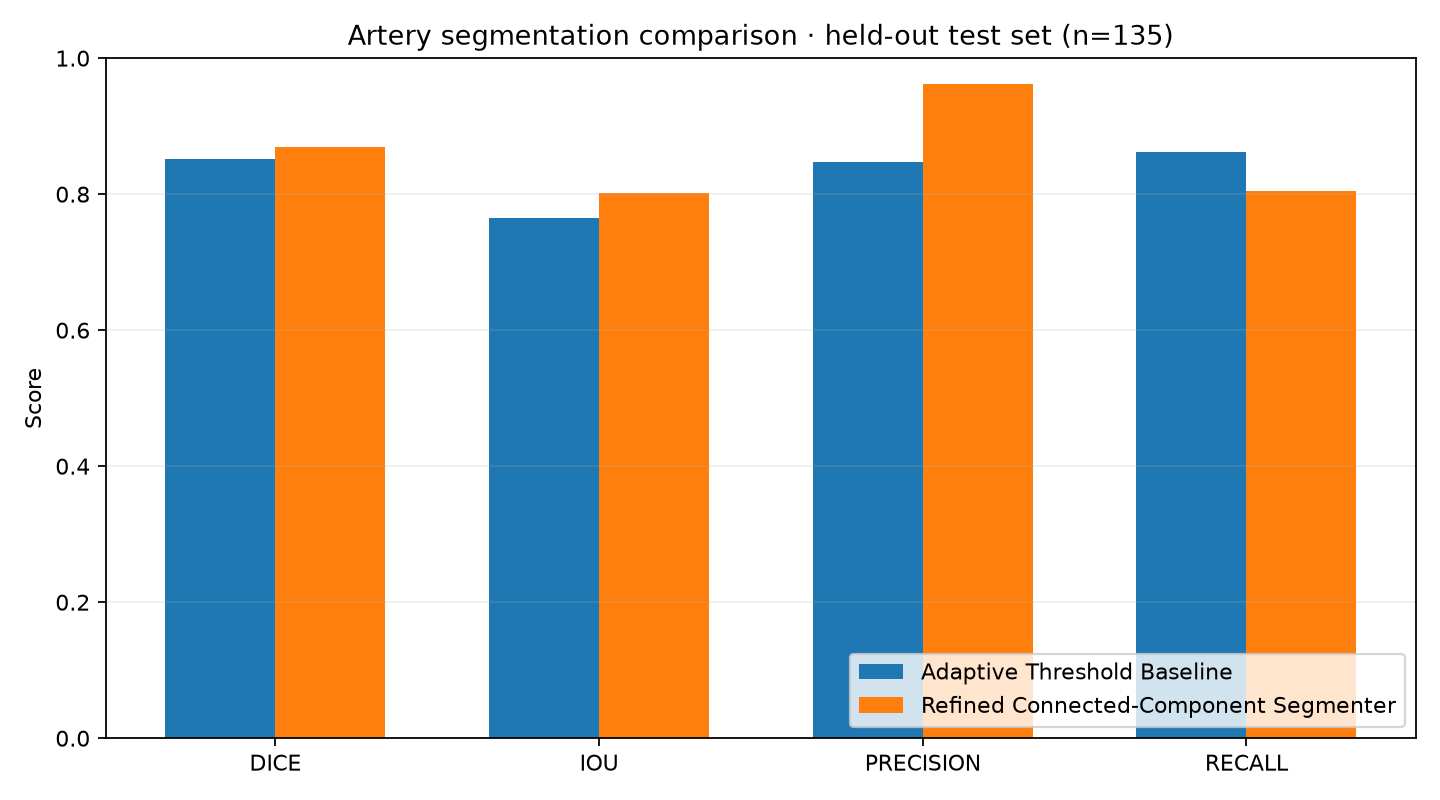 Artery segmentation comparison · held-out test set (n=135)
1.0
0.8
0.6
0.4
0.2
0.0
Score
Adaptive Threshold Baseline
Refined Connected-Component Segmenter
DICE
IOU
PRECISION
RECALL